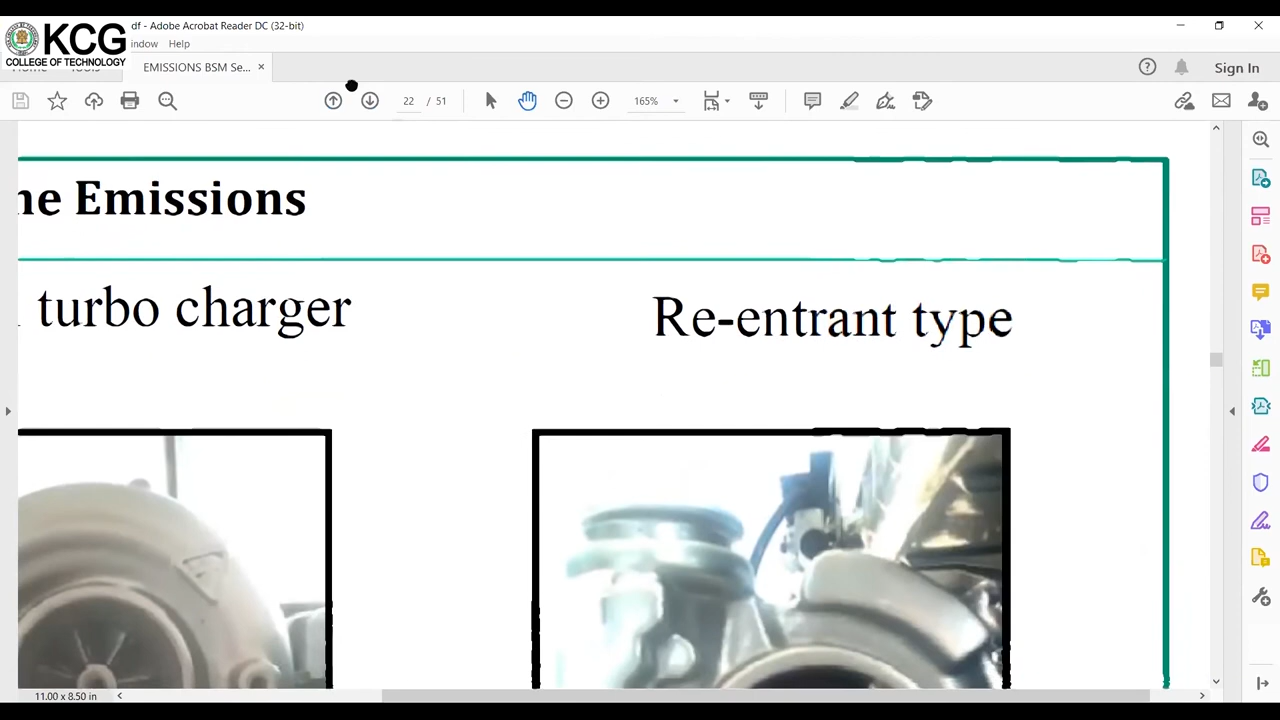 KCG
COLLEGE OF TECHNOLOGY
df - Adobe Acrobat Reader DC (32-bit)
indow Help
EMISSIONS BSM Se... ×
Sign In
22 / 51
165%
ne Emissions
turbo charger
Re-entrant type
11.00 x 8.50 in